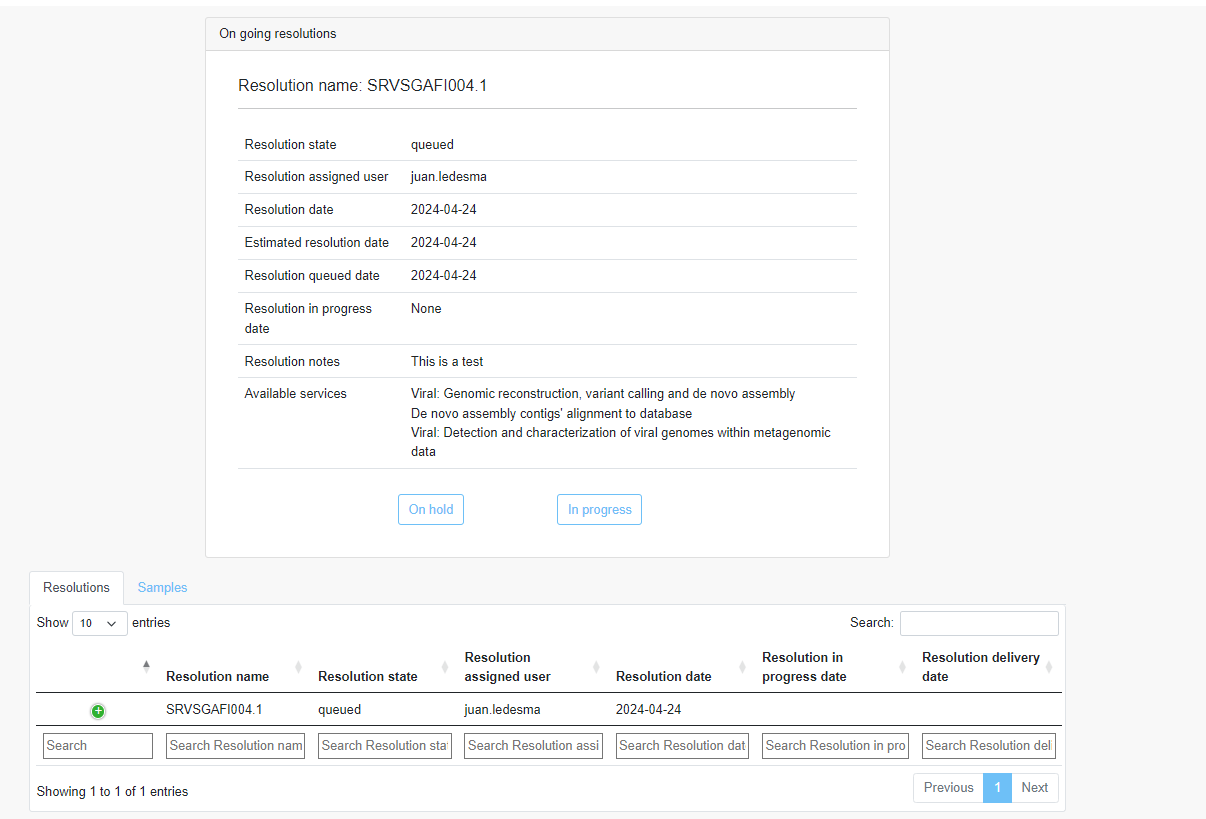 On going resolutions
Resolution name: SRVSGAFI004.1
Resolution state queued
Resolution assigned user juan.ledesma
Resolution date 2024-04-24
Estimated resolution date 2024-04-24
Resolution queued date 2024-04-24
Resolution in progress None
date
Resolution notes This is a test
Available services Viral: Genomic reconstruction, variant calling and de novo assembly
De novo assembly contigs' alignment to database
Viral: Detection and characterization of viral genomes within metagenomic
data
On hold In progress
Resolutions Samples
Show 10 entries Search:
Resolution Resolution in Resolution delivery
Resolution name Resolution state assigned user Resolution date progress date date
SRVSGAFI004.1 queued juan.ledesma 2024-04-24
Search Search Resolution nam Search Resolution sta Search Resolution assi Search Resolution dat Search Resolution in pro Search Resolution del
Showing 1 to 1 of 1 entries Previous 1 Next